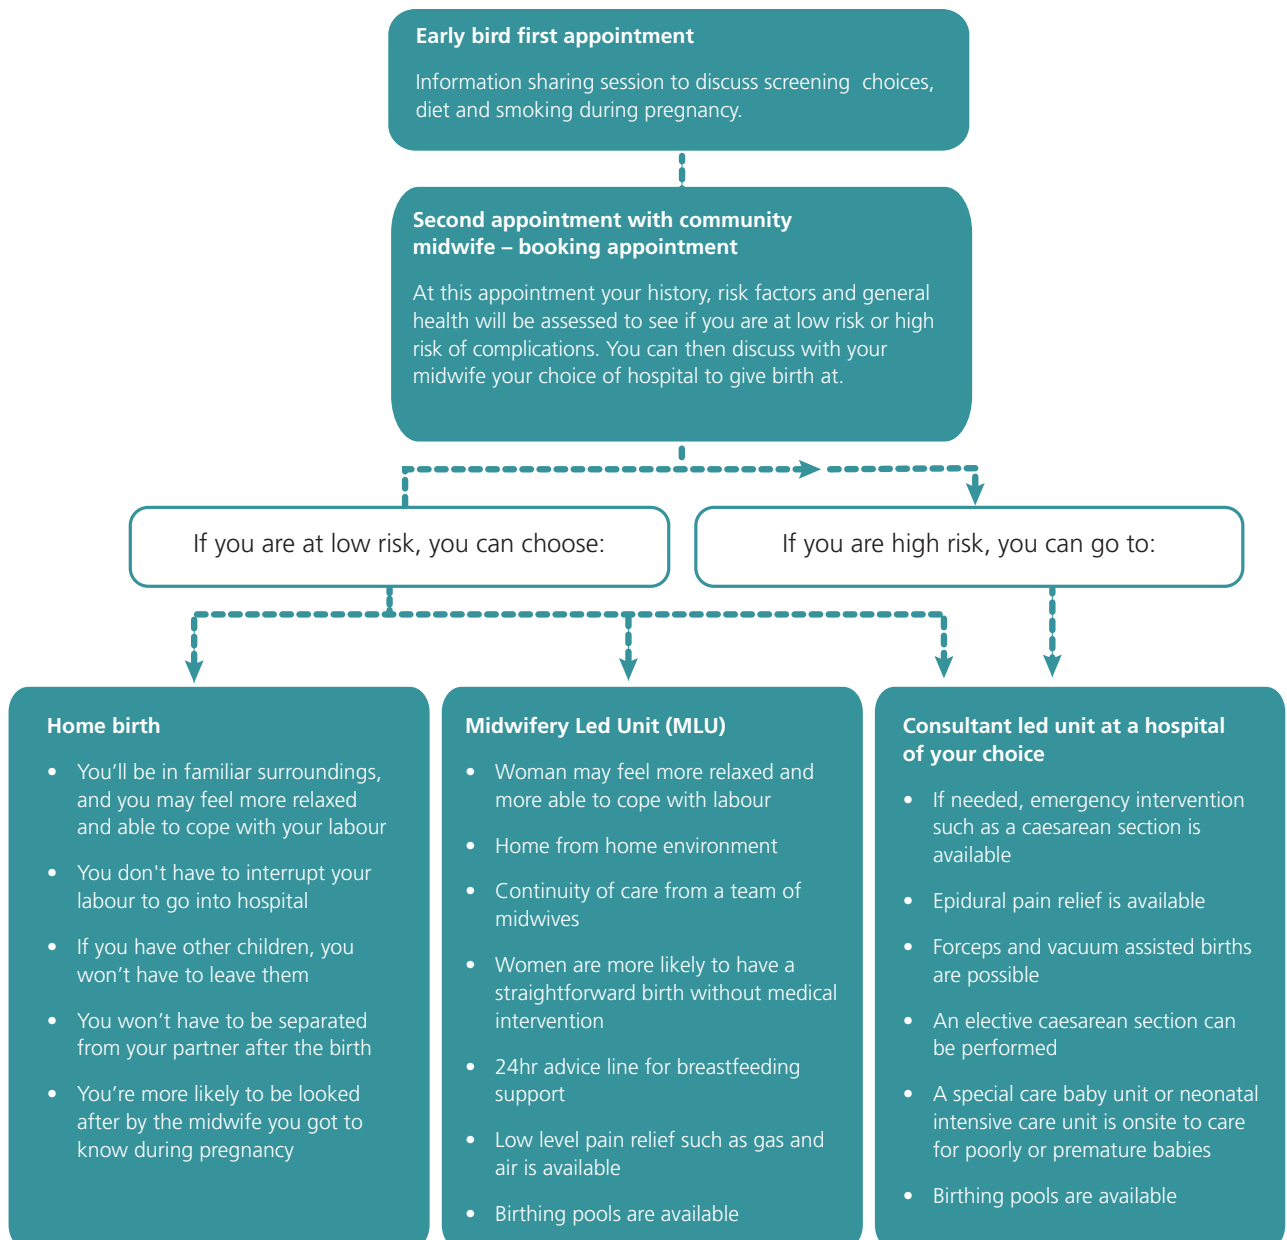 Early bird first appointment
Information sharing session to discuss screening  choices,
diet and smoking during pregnancy.
Second appointment with community
midwife – booking appointment
At this appointment your history, risk factors and general
health will be assessed to see if you are at low risk or high
risk of complications. You can then discuss with your
midwife your choice of hospital to give birth at.
If you are at low risk, you can choose:
If you are high risk, you can go to:
Home birth
• You’ll be in familiar surroundings,
and you may feel more relaxed
and able to cope with your labour
• You don't have to interrupt your
labour to go into hospital
• If you have other children, you
won’t have to leave them
• You won’t have to be separated
from your partner after the birth
• You’re more likely to be looked
after by the midwife you got to
know during pregnancy
Midwifery Led Unit (MLU)
• Woman may feel more relaxed and
more able to cope with labour
• Home from home environment
• Continuity of care from a team of
midwives
• Women are more likely to have a
straightforward birth without medical
intervention
• 24hr advice line for breastfeeding
support
• Low level pain relief such as gas and
air is available
• Birthing pools are available
Consultant led unit at a hospital
of your choice
• If needed, emergency intervention
such as a caesarean section is
available
• Epidural pain relief is available
• Forceps and vacuum assisted births
are possible
• An elective caesarean section can
be performed
• A special care baby unit or neonatal
intensive care unit is onsite to care
for poorly or premature babies
• Birthing pools are available